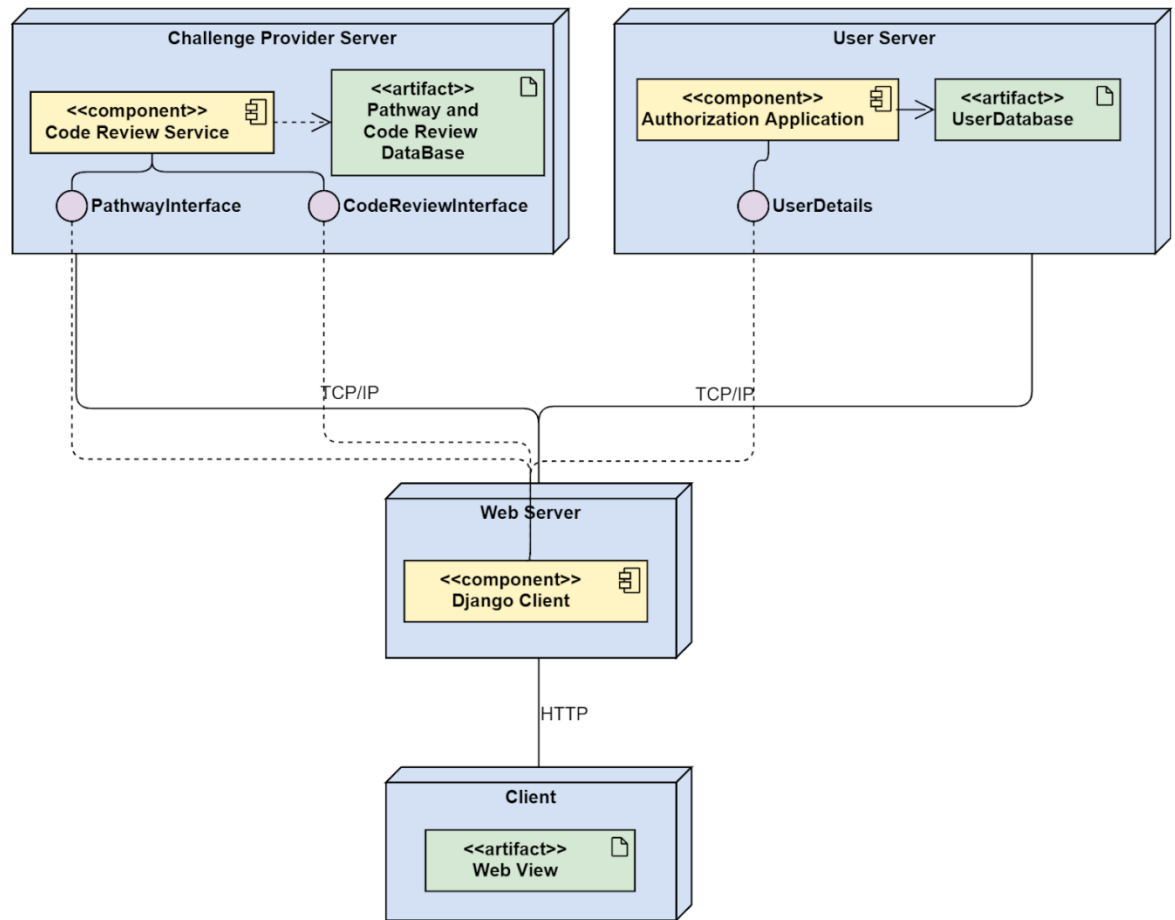 Challenge Provider Server
<<component>>
Code Review Service
<<artifact>>
Pathway and
Code Review
DataBase
PathwayInterface
CodeReviewInterface
User Server
<<component>>
Authorization Application
<<artifact>>
UserDatabase
UserDetails
TCP/IP
TCP/IP
Web Server
<<component>>
Django Client
HTTP
Client
<<artifact>>
Web View